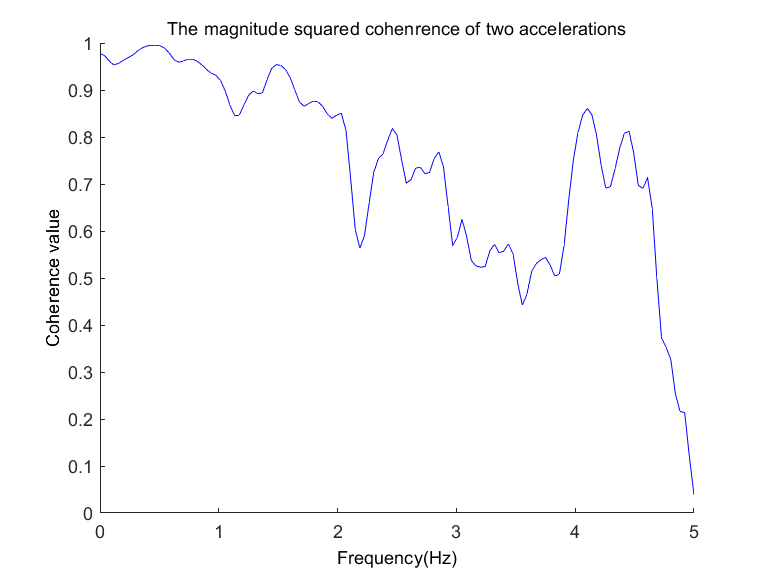 The magnitude squared cohenrence of two accelerations
1
0.9
0.8
0.7
0.6
0.5
0.4
0.3
0.2
0.1
0
Coherence value
0 1 2 3 4 5
Frequency(Hz)